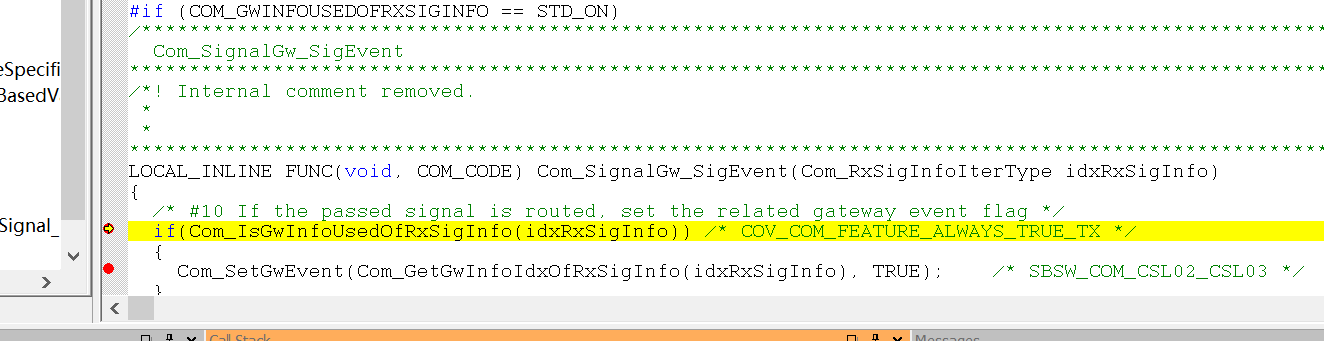 #if (COM_GWINFOUSEDOFRXSIGINFO == STD_ON)
/**********************************************************************************************
Com_SignalGw_SigEvent
**********************************************************************************************
/*! Internal comment removed.
*
*
**********************************************************************************************
LOCAL_INLINE FUNC(void, COM_CODE) Com_SignalGw_SigEvent(Com_RxSigInfoIterType idxRxSigInfo)
{
/* #10 If the passed signal is routed, set the related gateway event flag */
if(Com_IsGwInfoUsedOfRxSigInfo(idxRxSigInfo)) /* COV_COM_FEATURE_ALWAYS_TRUE_TX */
{
Com_SetGwEvent(Com_GetGwInfoIdxOfRxSigInfo(idxRxSigInfo), TRUE); /* SBSW_COM_CSL02_CSL03 */
}
eSpecifi
BasedV
Signal_
Call Stack
Messages